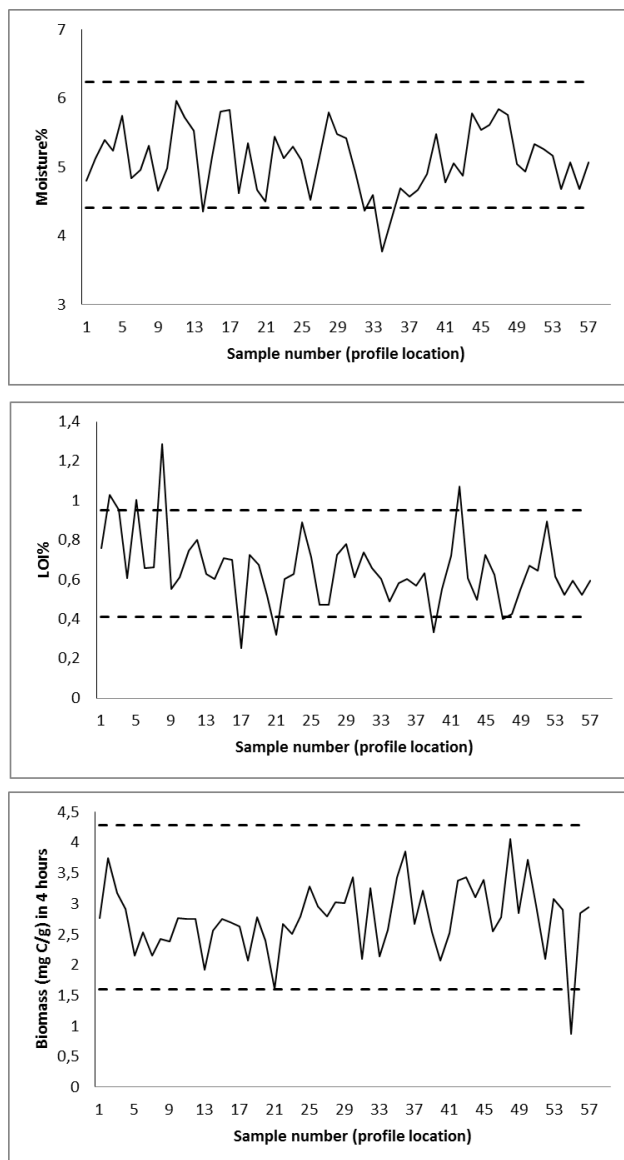 7
6
5
4
3
Moisture%
1 5 9 13 17 21 25 29 33 37 41 45 49 53 57
Sample number (profile location)
1,4
1,2
1
0,8
0,6
0,4
0,2
0
LOI%
1 5 9 13 17 21 25 29 33 37 41 45 49 53 57
Sample number (profile location)
4,5
4
3,5
3
2,5
2
1,5
1
0,5
0
Biomass (mg C/g) in 4 hours
1 5 9 13 17 21 25 29 33 37 41 45 49 53 57
Sample number (profile location)